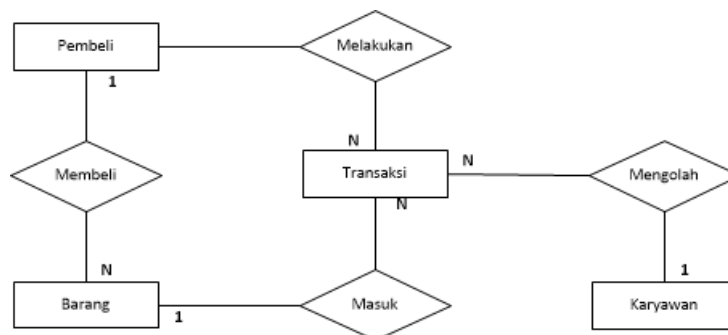 Pembeli
Melakukan
1
Membeli
N
Transaksi
N
N
Mengolah
N
Barang
1
Masuk
1
Karyawan